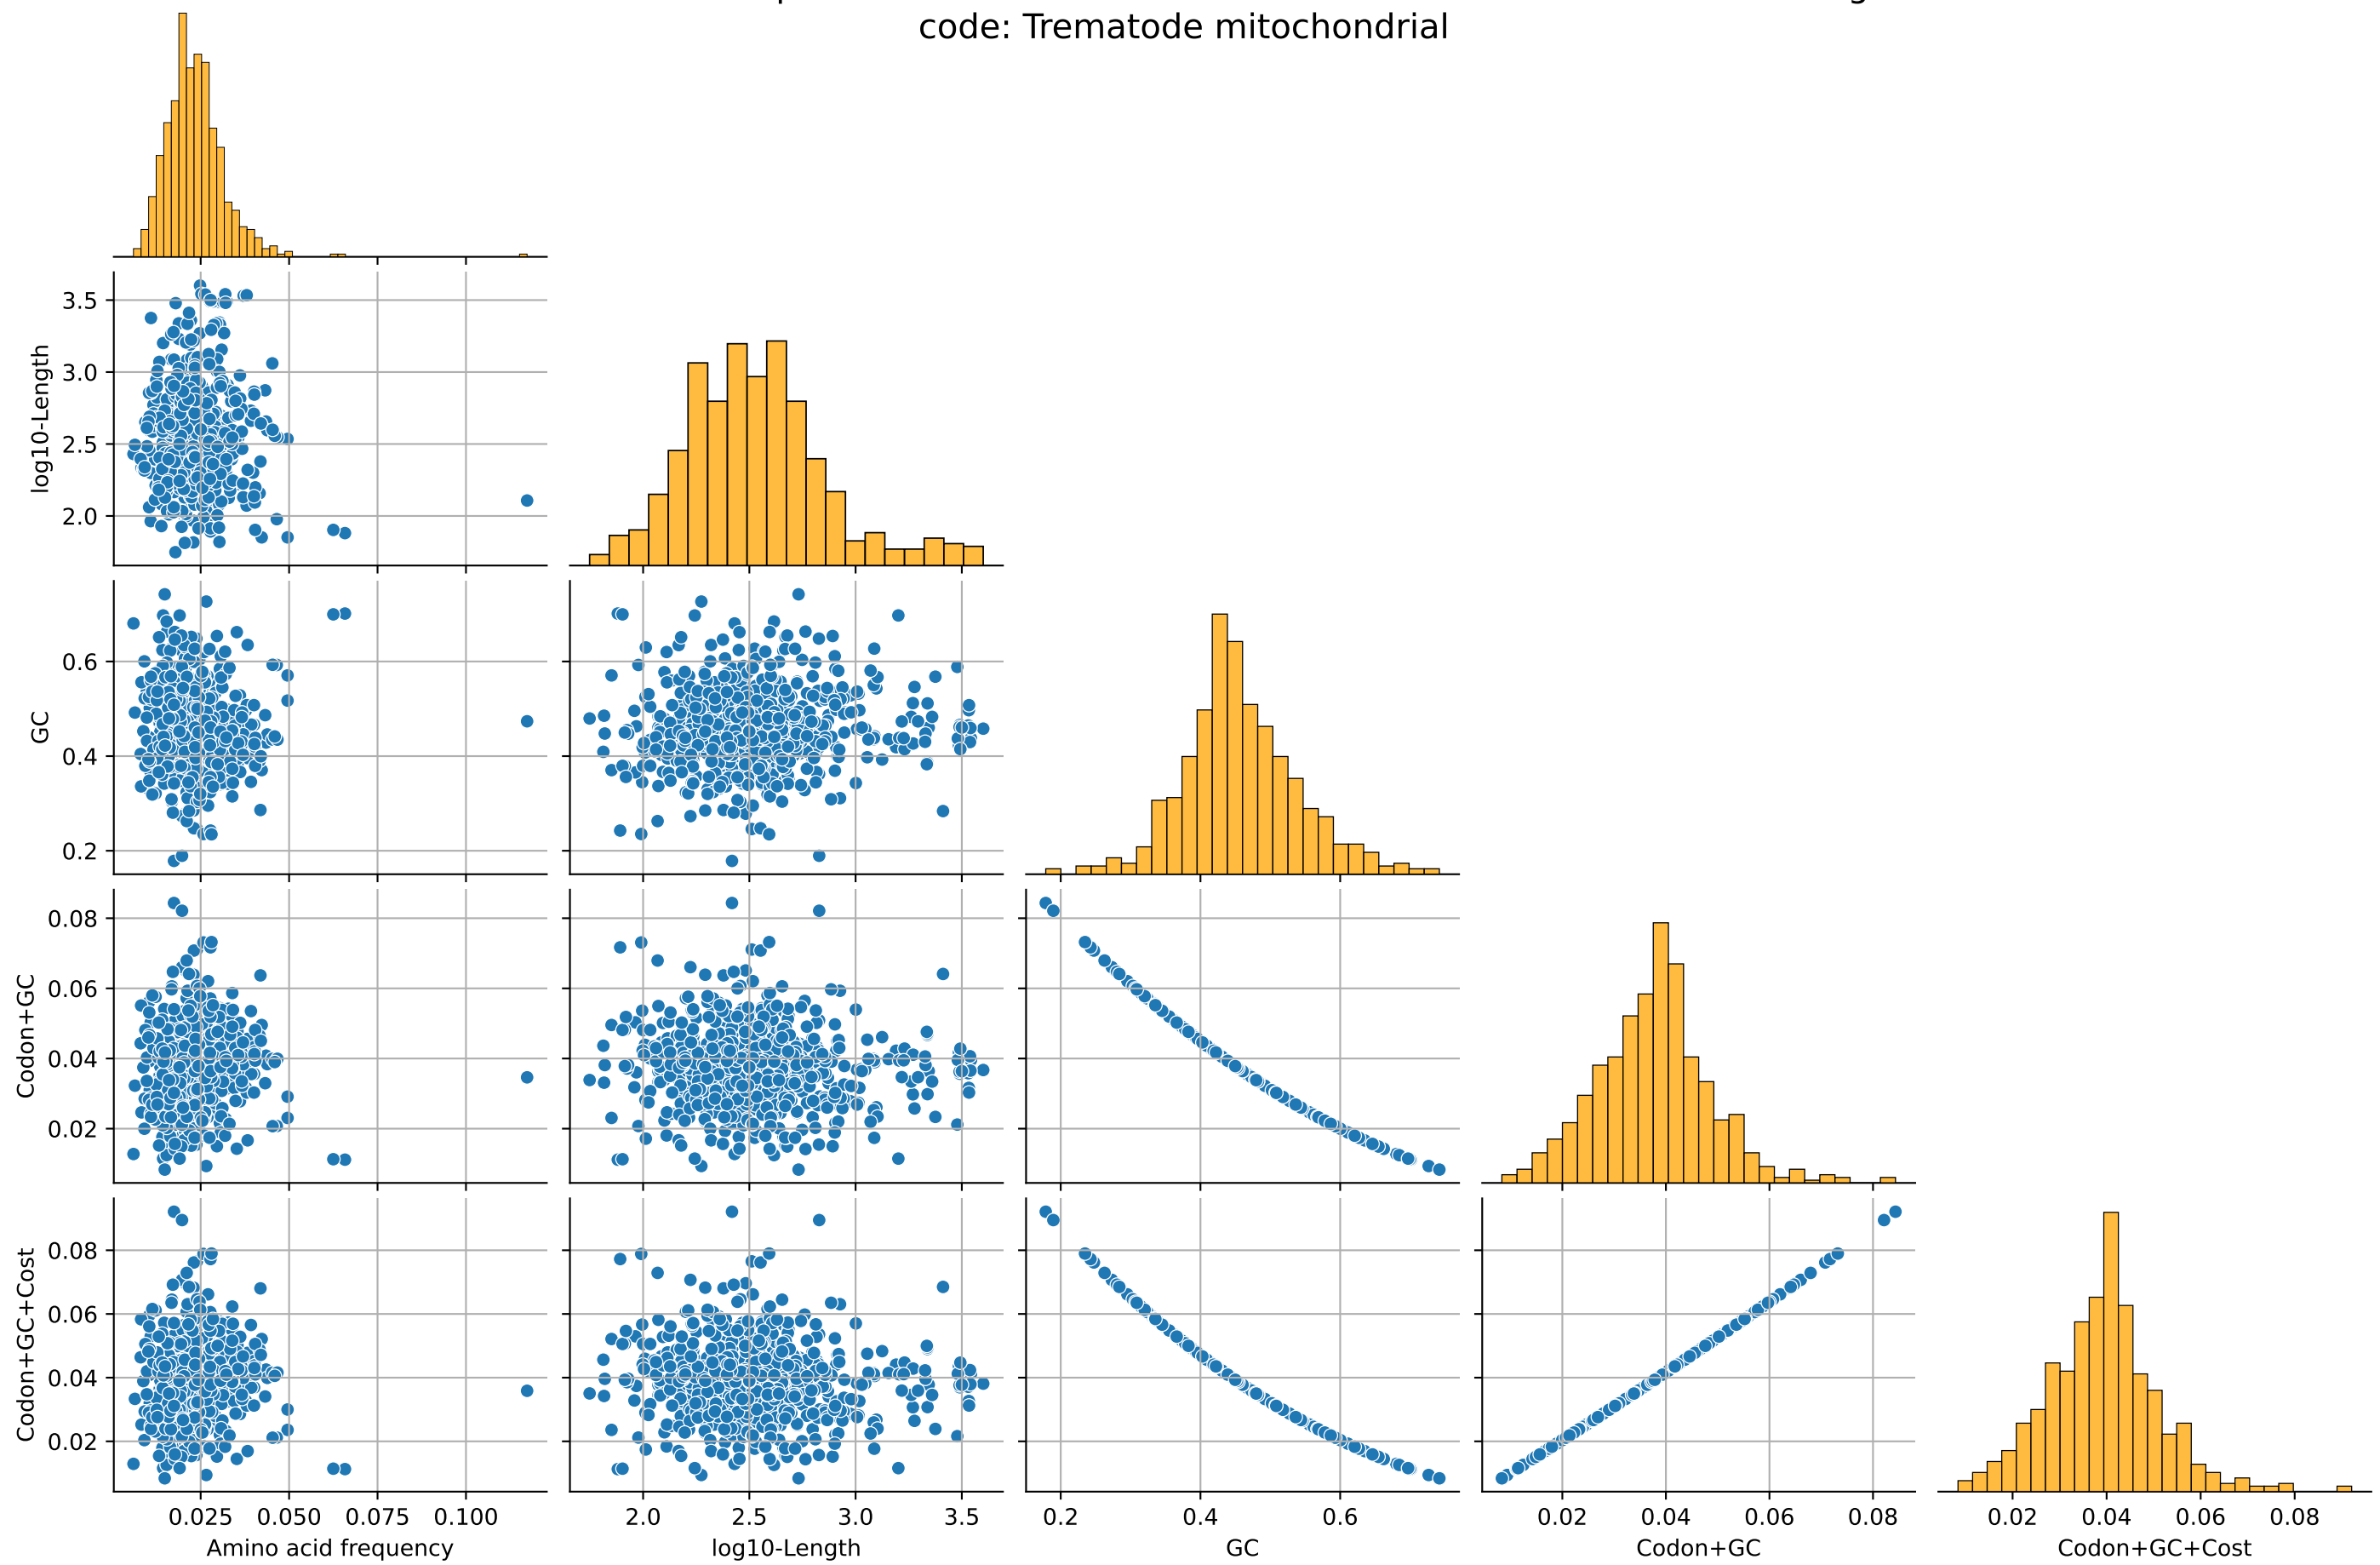 code: Trematode mitochondrial
log10-Length
3.5
3.0
2.5
2.0
GC
0.6
0.4
0.2
Codon+GC
0.08
0.06
0.04
0.02
Codon+GC+Cost
0.08
0.06
0.04
0.02
0.025 0.050 0.075 0.100
2.0 2.5 3.0 3.5
0.2 0.4 0.6
0.02 0.04 0.06 0.08
0.02 0.04 0.06 0.08
Amino acid frequency
log10-Length
GC
Codon+GC
Codon+GC+Cost